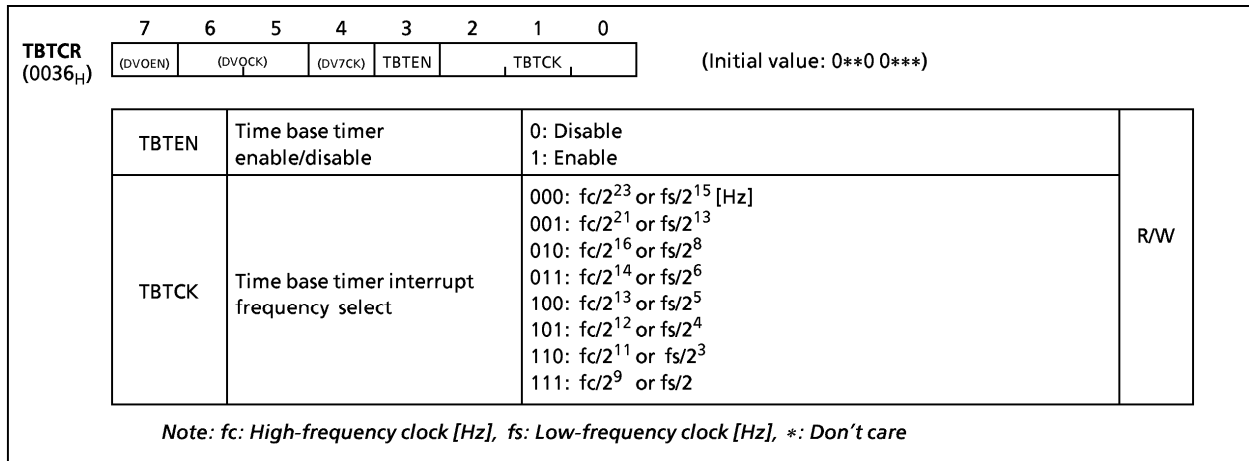 7 6 5 4 3 2 1 0
TBTCR
(0036H)
(DVOEN) (DVOCK) (DV7CK) TBTEN TBTCK (Initial value: 0**0 0***)
TBTEN
Time base timer
enable/disable
0: Disable
1: Enable
TBTCK
Time base timer interrupt
frequency select
000: fc/2^23 or fs/2^15 [Hz]
001: fc/2^21 or fs/2^13
010: fc/2^16 or fs/2^8
011: fc/2^14 or fs/2^6
100: fc/2^13 or fs/2^5
101: fc/2^12 or fs/2^4
110: fc/2^11 or fs/2^3
111: fc/2^9 or fs/2
R/W
Note: fc: High-frequency clock [Hz], fs: Low-frequency clock [Hz], *: Don't care